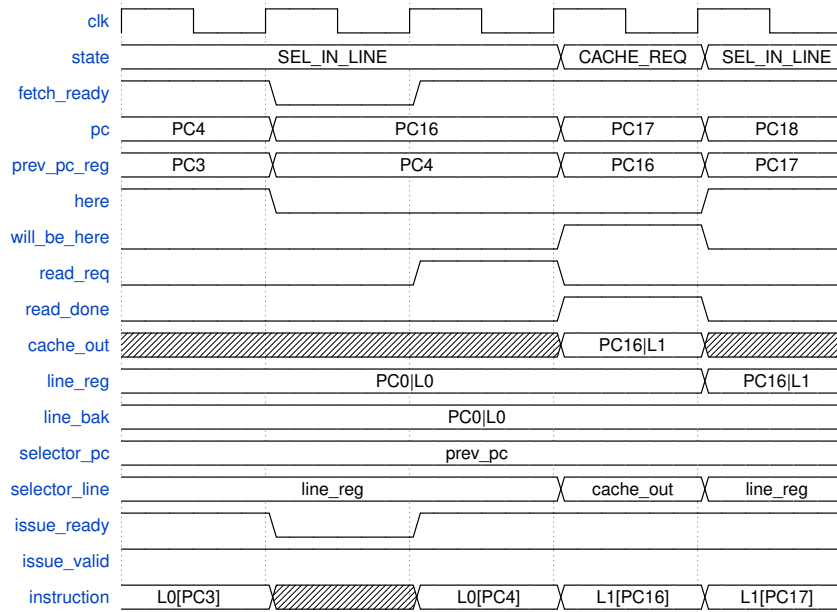 clk
state SEL_IN_LINE CACHE_REQ SEL_IN_LINE
fetch_ready
pc PC4 PC16 PC17 PC18
prev_pc_reg PC3 PC4 PC16 PC17
here
will_be_here
read_req
read_done
cache_out PC16|L1
line_reg PC0|L0 PC16|L1
line_bak PC0|L0
selector_pc prev_pc
selector_line line_reg cache_out line_reg
issue_ready
issue_valid
instruction L0[PC3] L0[PC4] L1[PC16] L1[PC17]